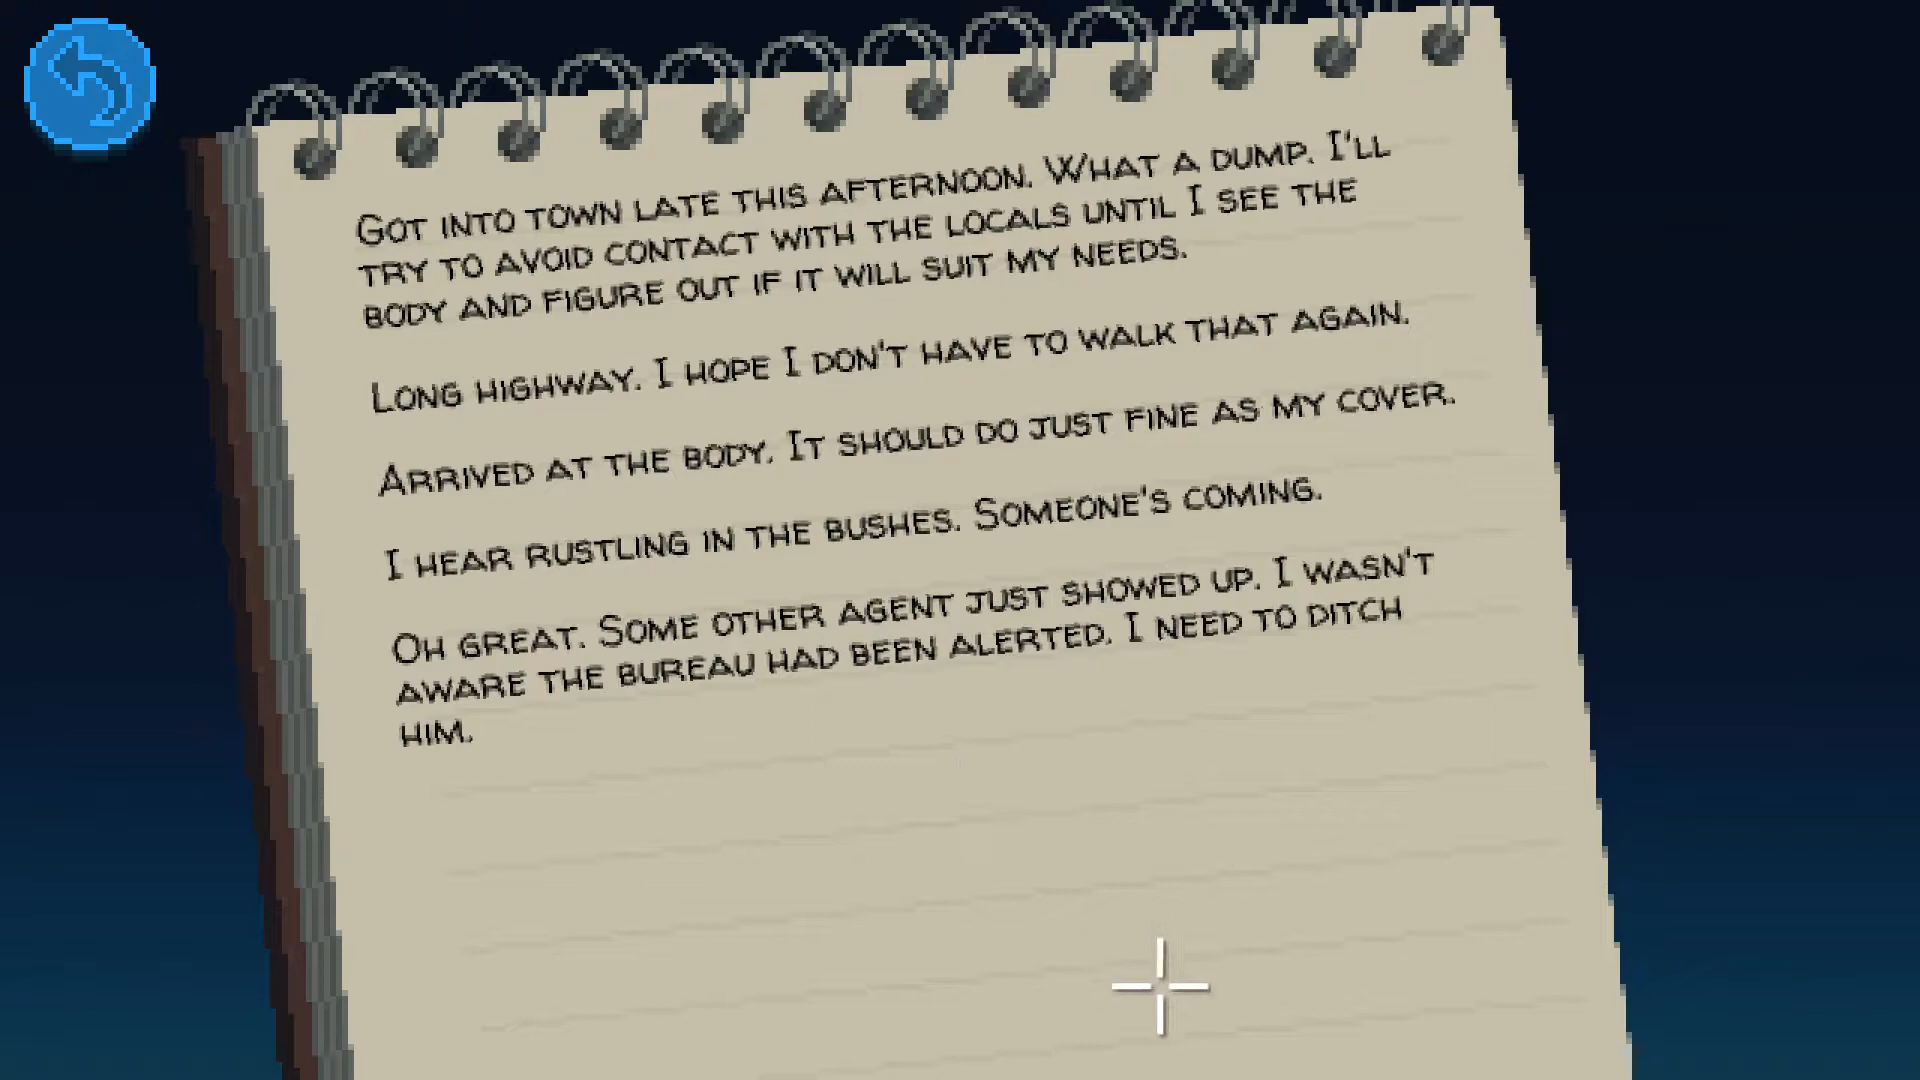 Got into town late this afternoon. What a dump. I'll
try to avoid contact with the locals until I see the
body and figure out if it will suit my needs.
Long highway. I hope I don't have to walk that again.
Arrived at the body. It should do just fine as my cover.
I hear rustling in the bushes. Someone's coming.
Oh great. Some other agent just showed up. I wasn't
aware the bureau had been alerted. I need to ditch
him.